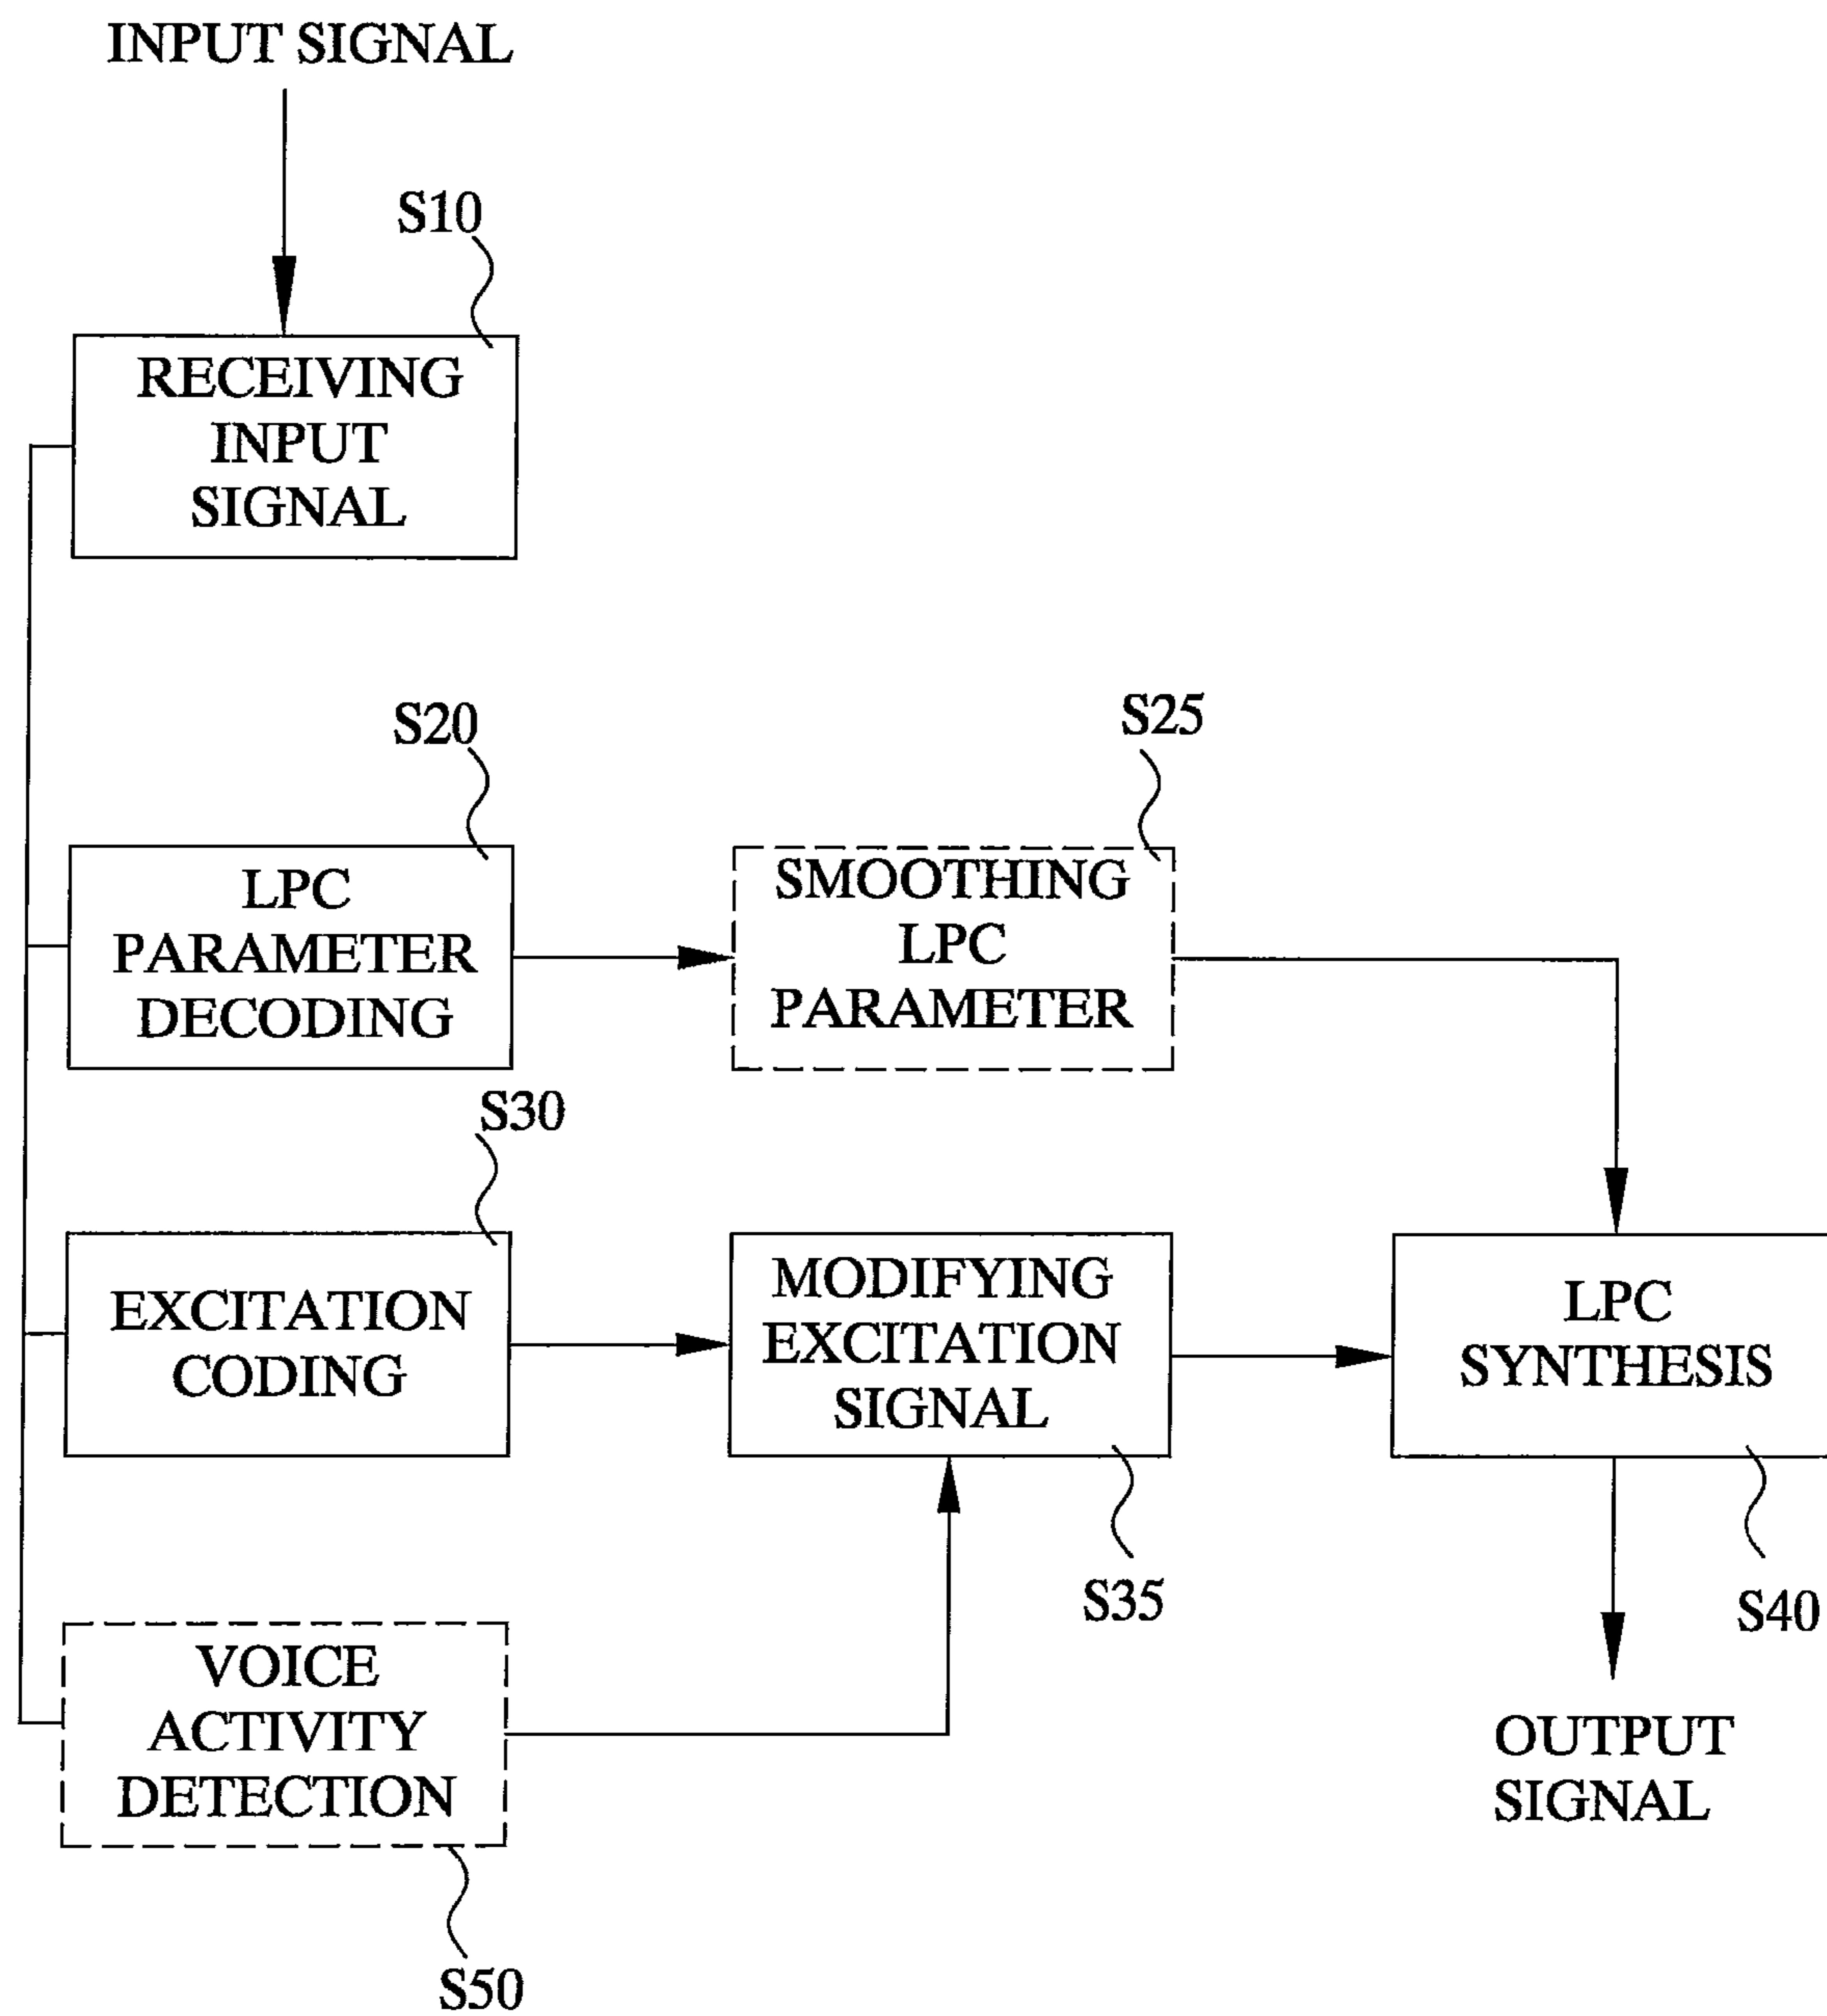 INPUT SIGNAL
S10
RECEIVING
INPUT
SIGNAL
S20
S25
LPC
PARAMETER
DECODING
SMOOTHING
LPC
PARAMETER
S30
EXCITATION
CODING
MODIFYING
EXCITATION
SIGNAL
LPC
SYNTHESIS
S35
S40
VOICE
ACTIVITY
DETECTION
OUTPUT
SIGNAL
S50